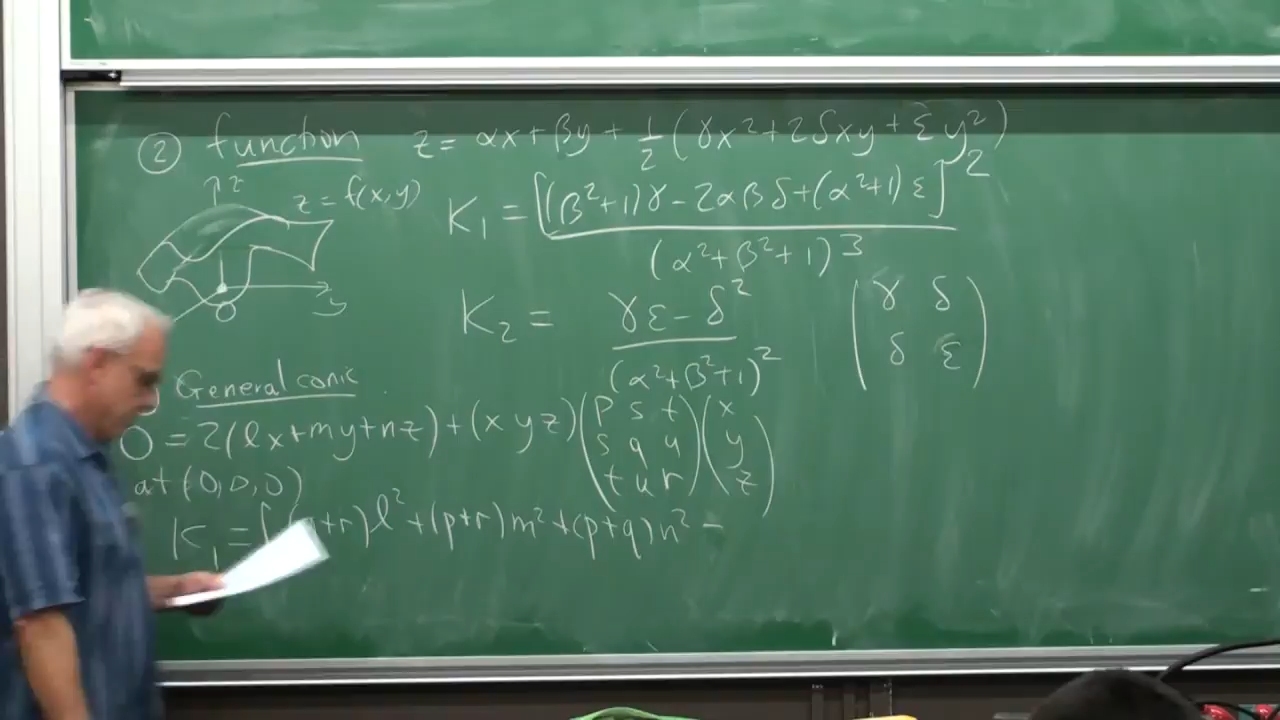 ② function z = αx + βy + 1/2 (γx² + 2δxy + εy²)
z
z = f(x,y)
K₁ = [(β²+1)γ - 2αβδ + (α²+1)ε]² / (α²+β²+1)³
y
K₂ = γε - δ² / (α²+β²+1)²
( γ δ
δ ε )
General conic
0 = 2(lx+my+nz) + (x y z) ( p s t
s q u
t u r ) ( x
y
z )
at (0,0,0)
K₁ = [ +r)l² + (p+r)m² + (p+q)n² -